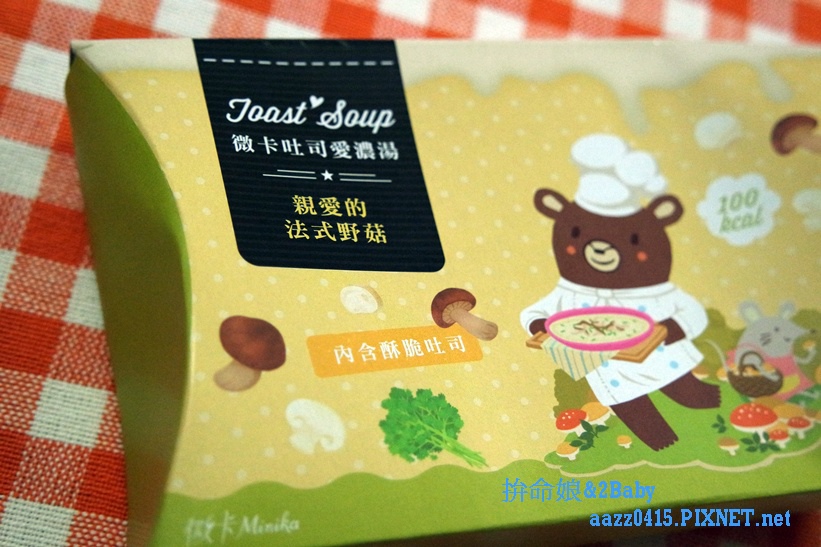 Toast Soup
微卡吐司愛濃湯
親愛的
法式野菇
100
kcal
內含酥脆吐司
微卡 Minika
拚命娘&2Baby
aazz0415.PIXNET.net